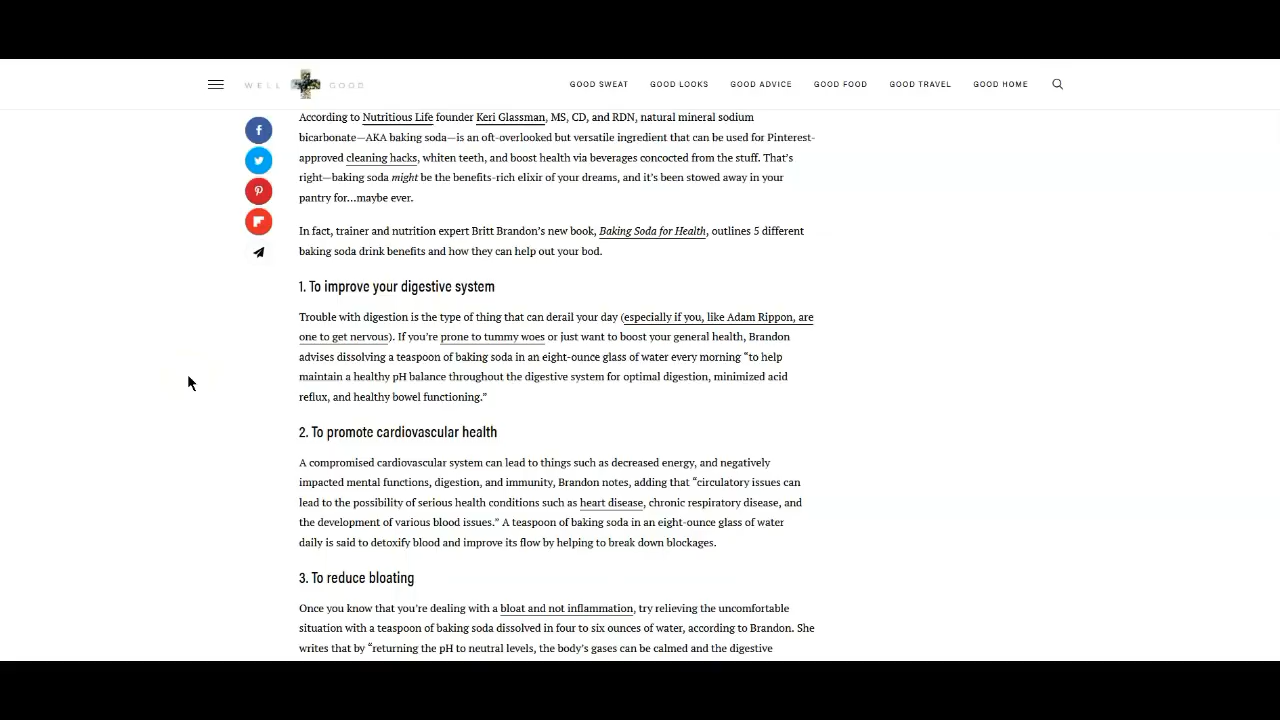 WELL GOOD
GOOD SWEAT GOOD LOOKS GOOD ADVICE GOOD FOOD GOOD TRAVEL GOOD HOME
According to Nutritious Life founder Keri Glassman, MS, CD, and RDN, natural mineral sodium
bicarbonate—AKA baking soda—is an oft-overlooked but versatile ingredient that can be used for Pinterest-
approved cleaning hacks, whiten teeth, and boost health via beverages concocted from the stuff. That’s
right—baking soda might be the benefits-rich elixir of your dreams, and it’s been stowed away in your
pantry for…maybe ever.
In fact, trainer and nutrition expert Britt Brandon’s new book, Baking Soda for Health, outlines 5 different
baking soda drink benefits and how they can help out your bod.
1. To improve your digestive system
Trouble with digestion is the type of thing that can derail your day (especially if you, like Adam Rippon, are
one to get nervous). If you’re prone to tummy woes or just want to boost your general health, Brandon
advises dissolving a teaspoon of baking soda in an eight-ounce glass of water every morning “to help
maintain a healthy pH balance throughout the digestive system for optimal digestion, minimized acid
reflux, and healthy bowel functioning.”
2. To promote cardiovascular health
A compromised cardiovascular system can lead to things such as decreased energy, and negatively
impacted mental functions, digestion, and immunity, Brandon notes, adding that “circulatory issues can
lead to the possibility of serious health conditions such as heart disease, chronic respiratory disease, and
the development of various blood issues.” A teaspoon of baking soda in an eight-ounce glass of water
daily is said to detoxify blood and improve its flow by helping to break down blockages.
3. To reduce bloating
Once you know that you’re dealing with a bloat and not inflammation, try relieving the uncomfortable
situation with a teaspoon of baking soda dissolved in four to six ounces of water, according to Brandon. She
writes that by “returning the pH to neutral levels, the body’s gases can be calmed and the digestive